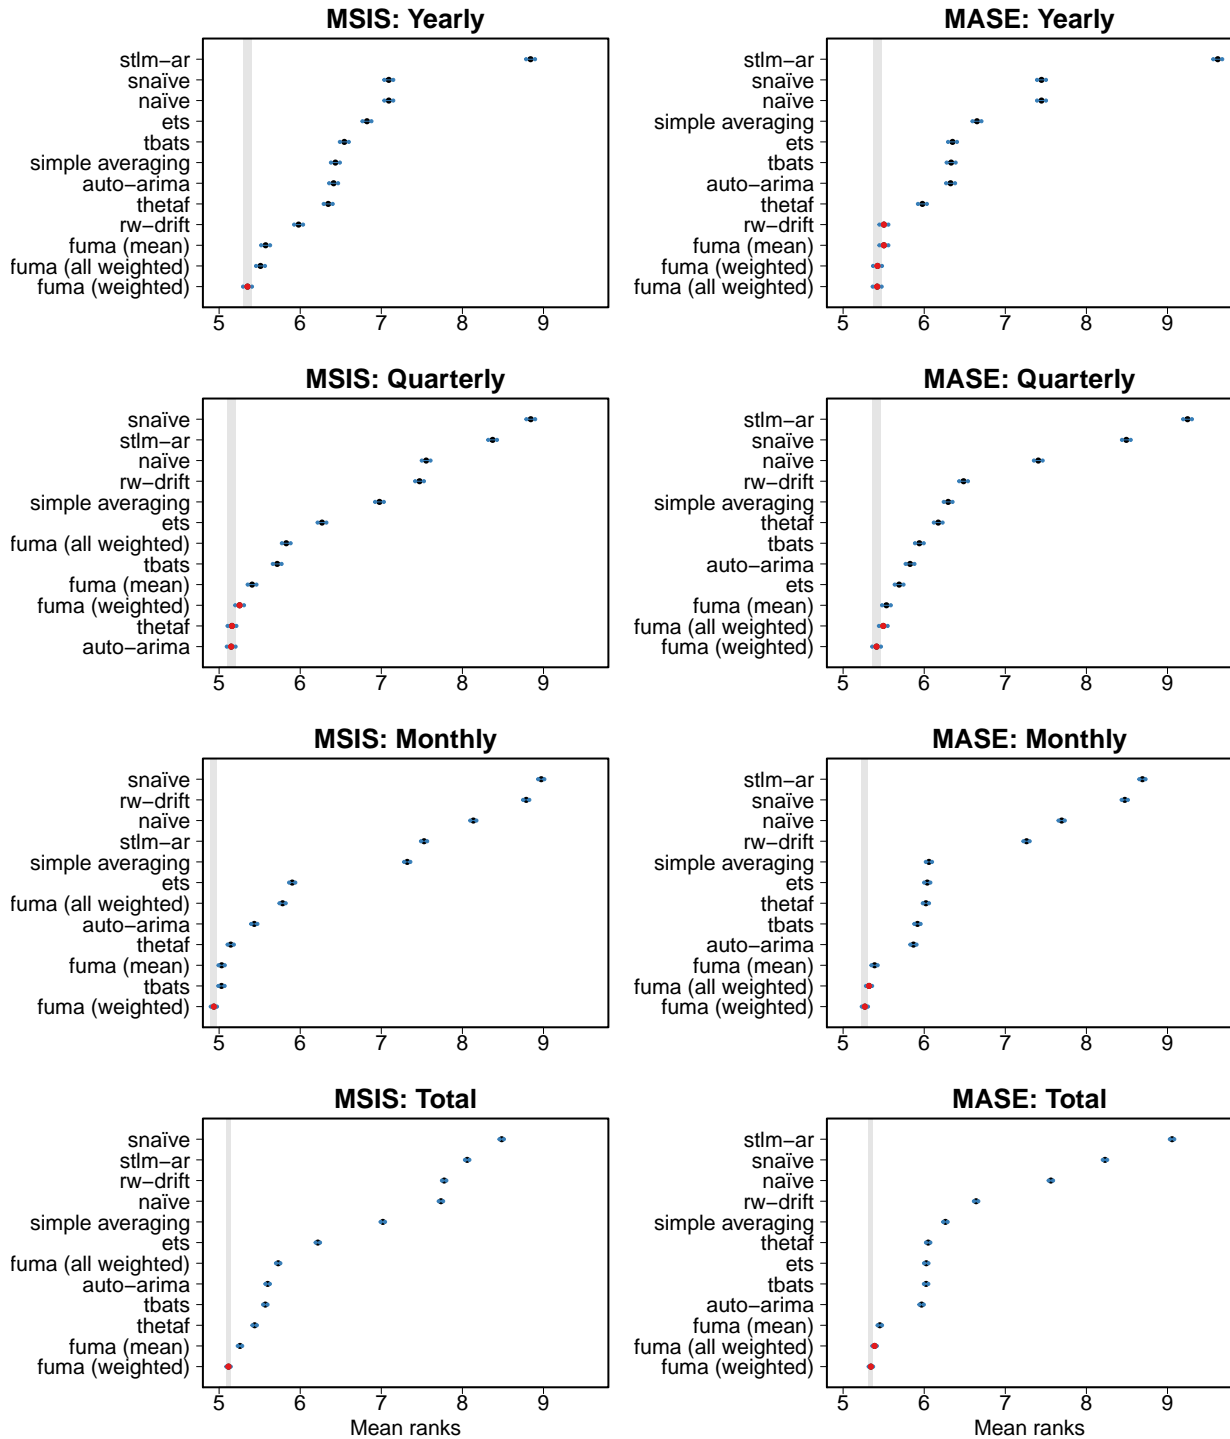 MSIS: Yearly
stlm−ar
snaïve
naïve
ets
tbats
simple averaging
auto−arima
thetaf
rw−drift
fuma (mean)
fuma (all weighted)
fuma (weighted)
5 6 7 8 9
MASE: Yearly
stlm−ar
snaïve
naïve
simple averaging
ets
tbats
auto−arima
thetaf
rw−drift
fuma (mean)
fuma (weighted)
fuma (all weighted)
5 6 7 8 9
MSIS: Quarterly
snaïve
stlm−ar
naïve
rw−drift
simple averaging
ets
fuma (all weighted)
tbats
fuma (mean)
fuma (weighted)
thetaf
auto−arima
5 6 7 8 9
MASE: Quarterly
stlm−ar
snaïve
naïve
rw−drift
simple averaging
thetaf
tbats
auto−arima
ets
fuma (mean)
fuma (all weighted)
fuma (weighted)
5 6 7 8 9
MSIS: Monthly
snaïve
rw−drift
naïve
stlm−ar
simple averaging
ets
fuma (all weighted)
auto−arima
thetaf
fuma (mean)
tbats
fuma (weighted)
5 6 7 8 9
MASE: Monthly
stlm−ar
snaïve
naïve
rw−drift
simple averaging
ets
thetaf
tbats
auto−arima
fuma (mean)
fuma (all weighted)
fuma (weighted)
5 6 7 8 9
MSIS: Total
snaïve
stlm−ar
rw−drift
naïve
simple averaging
ets
fuma (all weighted)
auto−arima
tbats
thetaf
fuma (mean)
fuma (weighted)
5 6 7 8 9
Mean ranks
MASE: Total
stlm−ar
snaïve
naïve
rw−drift
simple averaging
thetaf
ets
tbats
auto−arima
fuma (mean)
fuma (all weighted)
fuma (weighted)
5 6 7 8 9
Mean ranks